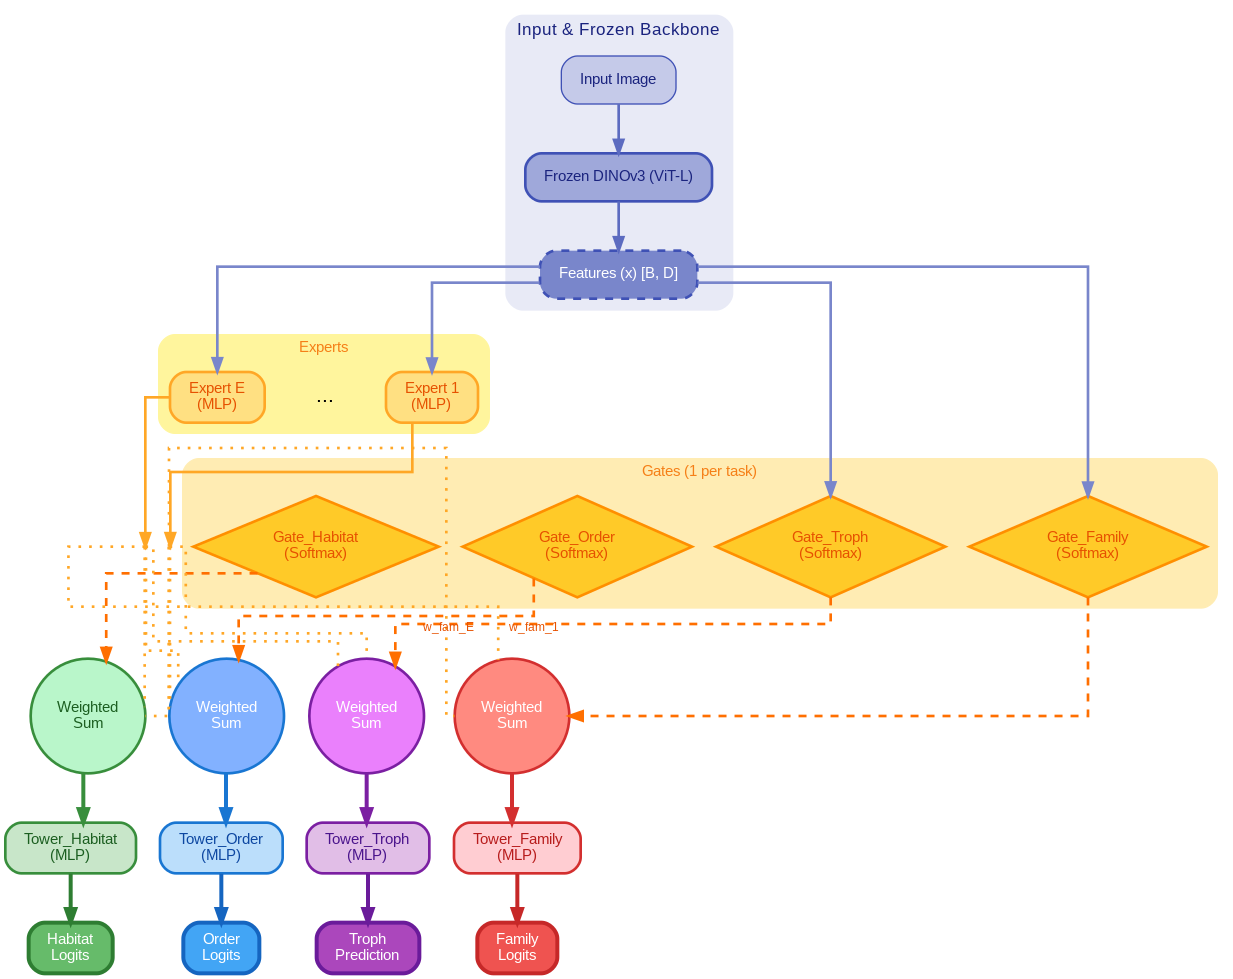 Input & Frozen Backbone
Input Image
Frozen DINOv3 (ViT-L)
Features (x) [B, D]
Experts
Expert E
(MLP)
...
Expert 1
(MLP)
Gates (1 per task)
Gate_Habitat
(Softmax)
Gate_Order
(Softmax)
Gate_Troph
(Softmax)
Gate_Family
(Softmax)
w_fam_E
w_fam_1
Weighted
Sum
Weighted
Sum
Weighted
Sum
Weighted
Sum
Tower_Habitat
(MLP)
Tower_Order
(MLP)
Tower_Troph
(MLP)
Tower_Family
(MLP)
Habitat
Logits
Order
Logits
Troph
Prediction
Family
Logits